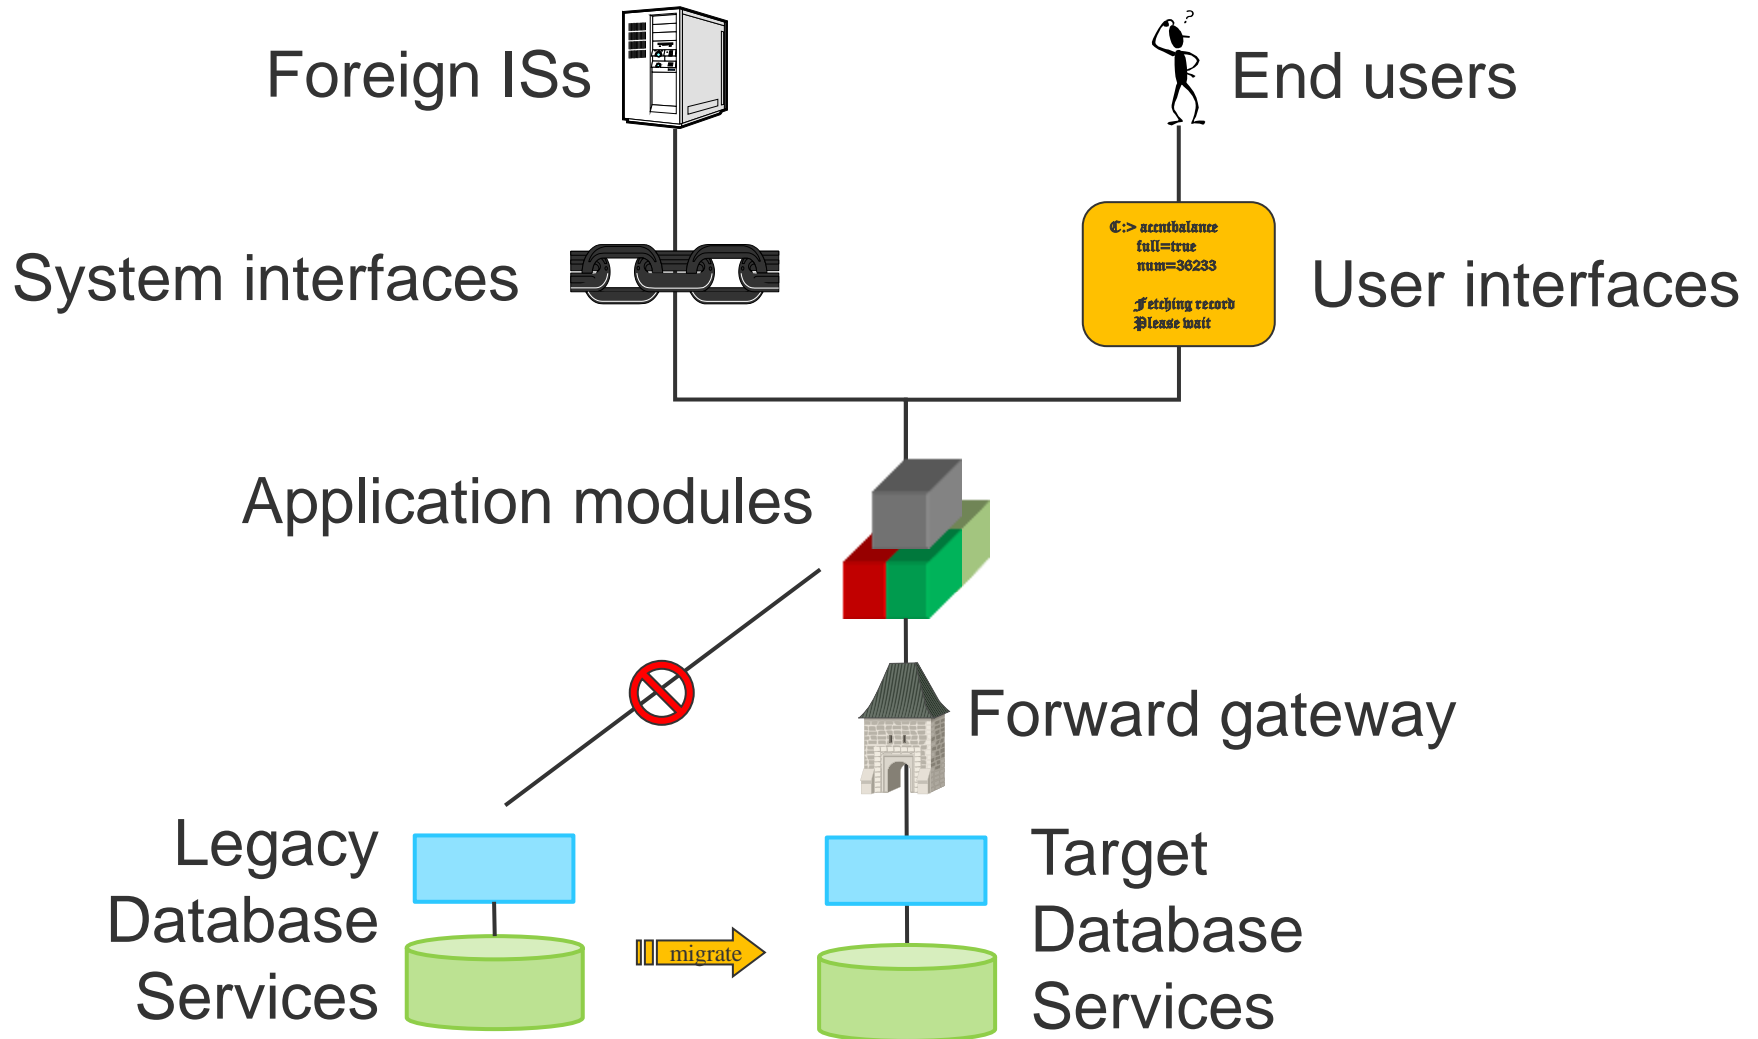 ?
Foreign ISs
End users
C:> accntbalance
full=true
num=36233
Fetching record
Please wait
System interfaces
User interfaces
Application modules
Forward gateway
Legacy
Database
Services
migrate
Target
Database
Services